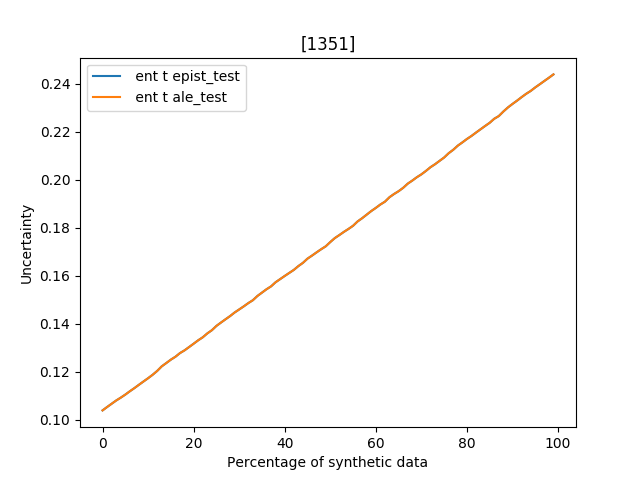 [1351]
ent t epist_test
ent t ale_test
0.24
0.22
0.20
0.18
0.16
0.14
0.12
0.10
Uncertainty
0 20 40 60 80 100
Percentage of synthetic data